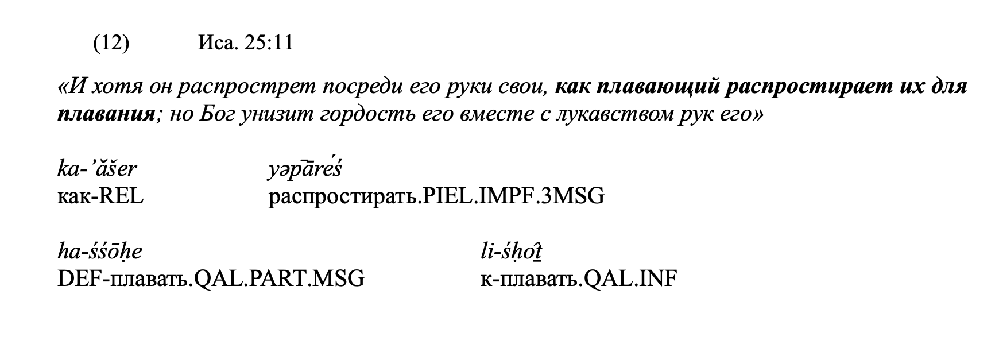 (12) Иса. 25:11
«И хотя он распрострет посреди его руки свои, как плавающий распростирает их для
плавания; но Бог унизит гордость его вместе с лукавством рук его»
ka-’ăšer yəp̄āreś́
как-REL распростирать.PIEL.IMPF.3MSG
ha-śśōḥe li-śḥoṯ̂
DEF-плавать.QAL.PART.MSG к-плавать.QAL.INF